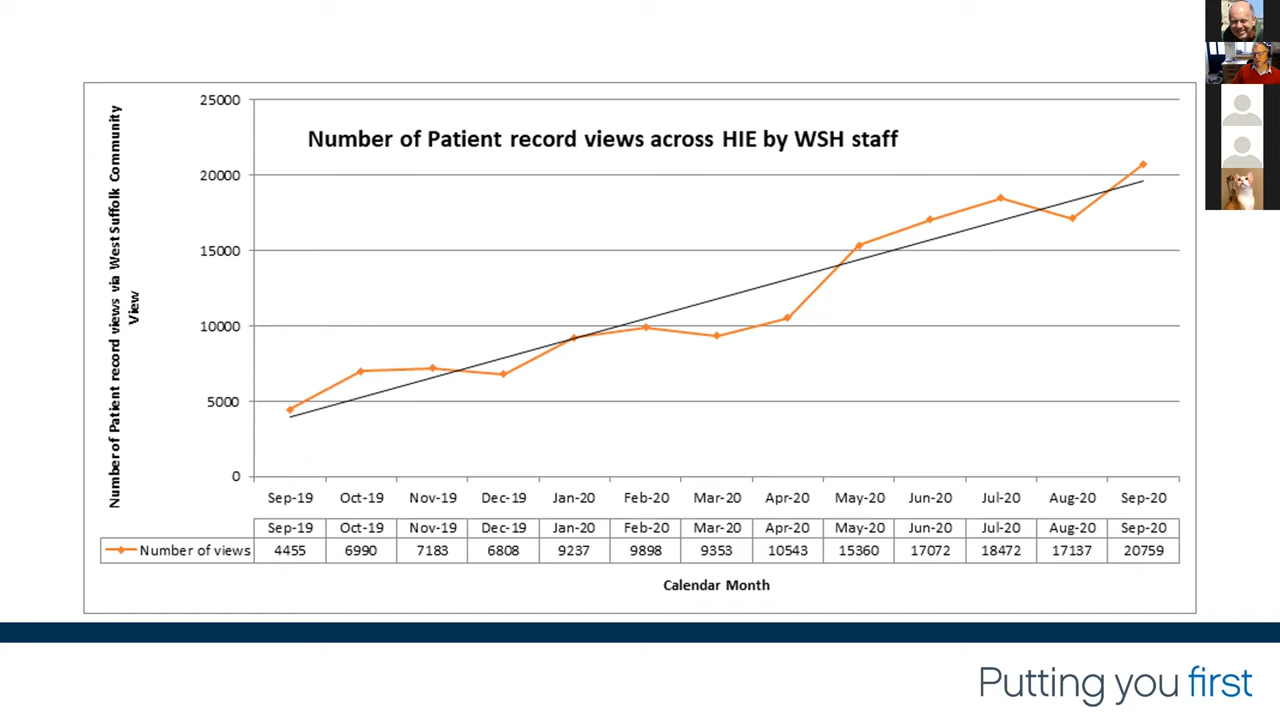 Number of Patient record views across HIE by WSH staff
Number of Patient record views via West Suffolk Community
View
25000
20000
15000
10000
5000
0
Sep-19 Oct-19 Nov-19 Dec-19 Jan-20 Feb-20 Mar-20 Apr-20 May-20 Jun-20 Jul-20 Aug-20 Sep-20
Sep-19 Oct-19 Nov-19 Dec-19 Jan-20 Feb-20 Mar-20 Apr-20 May-20 Jun-20 Jul-20 Aug-20 Sep-20
Number of views 4455 6990 7183 6808 9237 9898 9353 10543 15360 17072 18472 17137 20759
Calendar Month
Putting you first